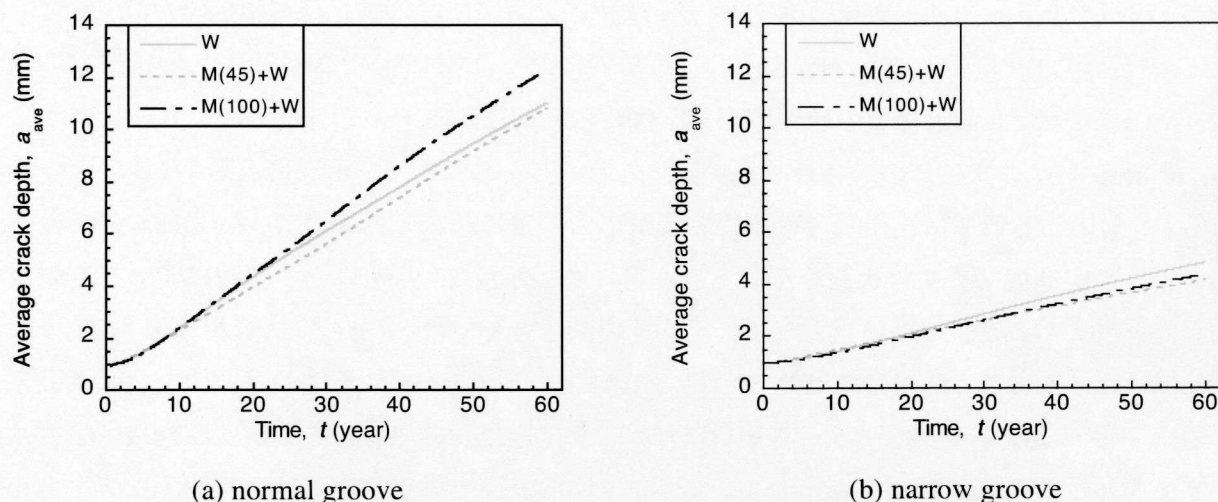 14
12
10
8
6
4
2
0
Average crack depth, a ave (mm)
W
M(45)+W
M(100)+W
0 10 20 30 40 50 60
Time, t (year)
(a) normal groove
14
12
10
8
6
4
2
0
Average crack depth, a ave (mm)
W
M(45)+W
M(100)+W
0 10 20 30 40 50 60
Time, t (year)
(b) narrow groove